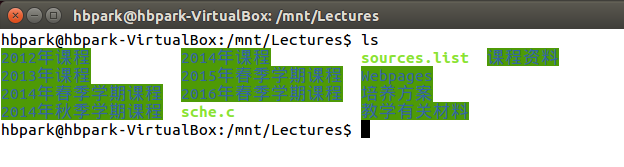 hbpark@hbpark-VirtualBox: /mnt/Lectures
hbpark@hbpark-VirtualBox:/mnt/Lectures$ ls
2012年课程 2014年课程 sources.list 课程资料
2013年课程 2015年春季学期课程 Webpages
2014年春季学期课程 2016年春季学期课程 培养方案
2014年秋季学期课程 sche.c 教学有关材料
hbpark@hbpark-VirtualBox:/mnt/Lectures$